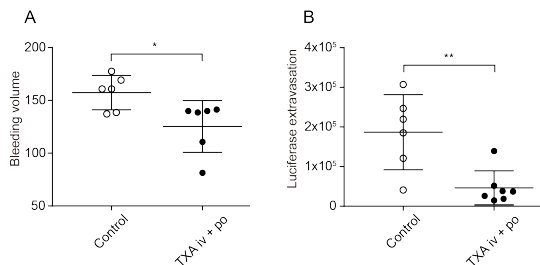 A
Bleeding volume
200
150
100
50
*
Control
TXA iv + po
B
Luciferase extravasation
4x10⁵
3x10⁵
2x10⁵
1x10⁵
0
**
Control
TXA iv + po